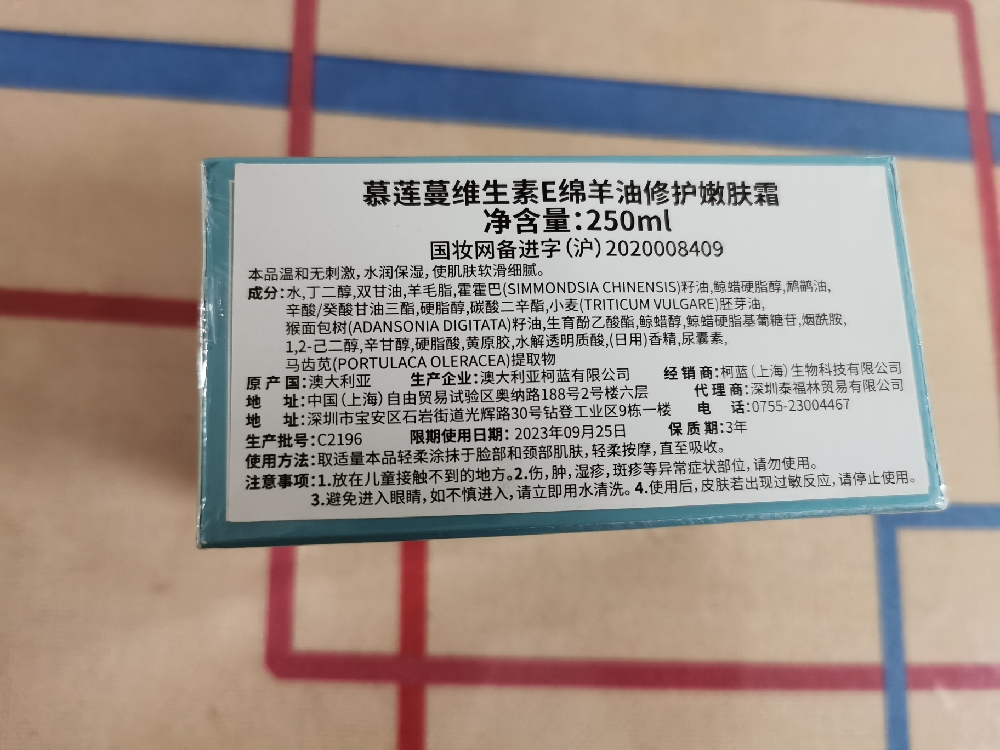 慕莲蔓维生素E绵羊油修护嫩肤霜
净含量:250ml
国妆网备进字(沪)2020008409
本品温和无刺激,水润保湿,使肌肤软滑细腻。
成分:水,丁二醇,双甘油,羊毛脂,霍霍巴(SIMMONDSIA CHINENSIS)籽油,鲸蜡硬脂醇,鸸鹋油,
辛酸/癸酸甘油三酯,硬脂醇,碳酸二辛酯,小麦(TRITICUM VULGARE)胚芽油,
猴面包树(ADANSONIA DIGITATA)籽油,生育酚乙酸酯,鲸蜡醇,鲸蜡硬脂基葡糖苷,烟酰胺,
1,2-己二醇,辛甘醇,硬脂酸,黄原胶,水解透明质酸,(日用)香精,尿囊素,
马齿苋(PORTULACA OLERACEA)提取物
原产国:澳大利亚 生产企业:澳大利亚柯蓝有限公司 经销商:柯蓝(上海)生物科技有限公司
地 址:中国(上海)自由贸易试验区奥纳路188号2号楼六层 代理商:深圳泰福林贸易有限公司
地 址:深圳市宝安区石岩街道光辉路30号钻登工业区9栋一楼 电 话:0755-23004467
生产批号:C2196 限期使用日期:2023年09月25日 保质期:3年
使用方法:取适量本品轻柔涂抹于脸部和颈部肌肤,轻柔按摩,直至吸收。
注意事项:1.放在儿童接触不到的地方。2.伤,肿,湿疹,斑疹等异常症状部位,请勿使用。
3.避免进入眼睛,如不慎进入,请立即用水清洗。4.使用后,皮肤若出现过敏反应,请停止使用。